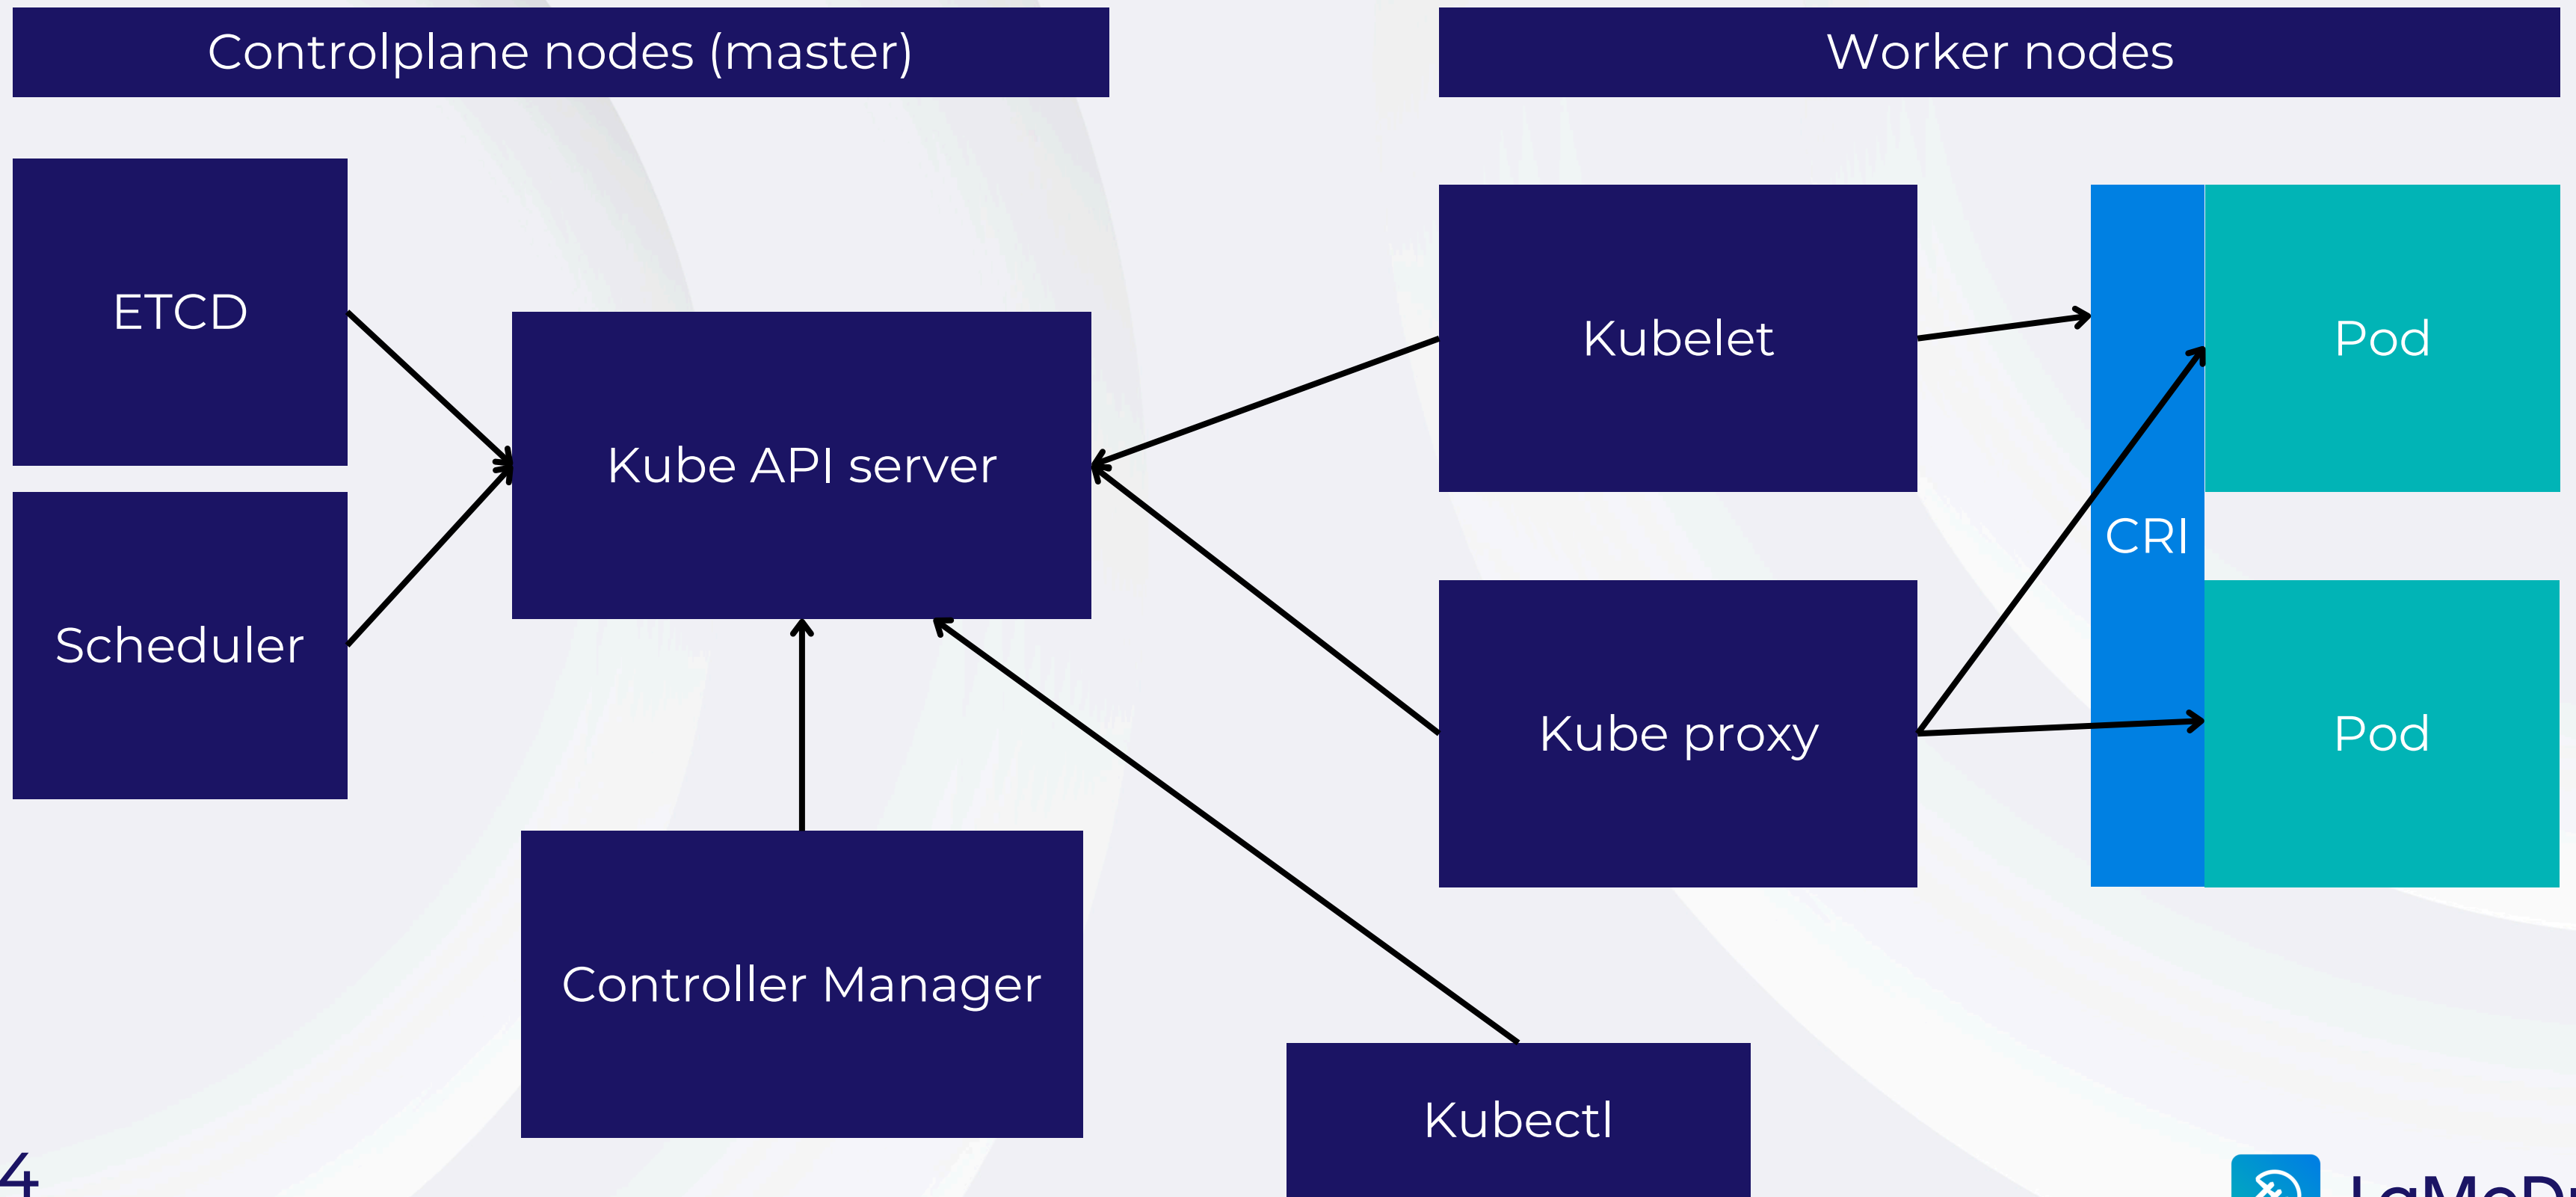 Controlplane nodes (master)
Worker nodes
ETCD
Kube API server
Kubelet
Pod
CRI
Scheduler
Kube proxy
Pod
Controller Manager
Kubectl
4